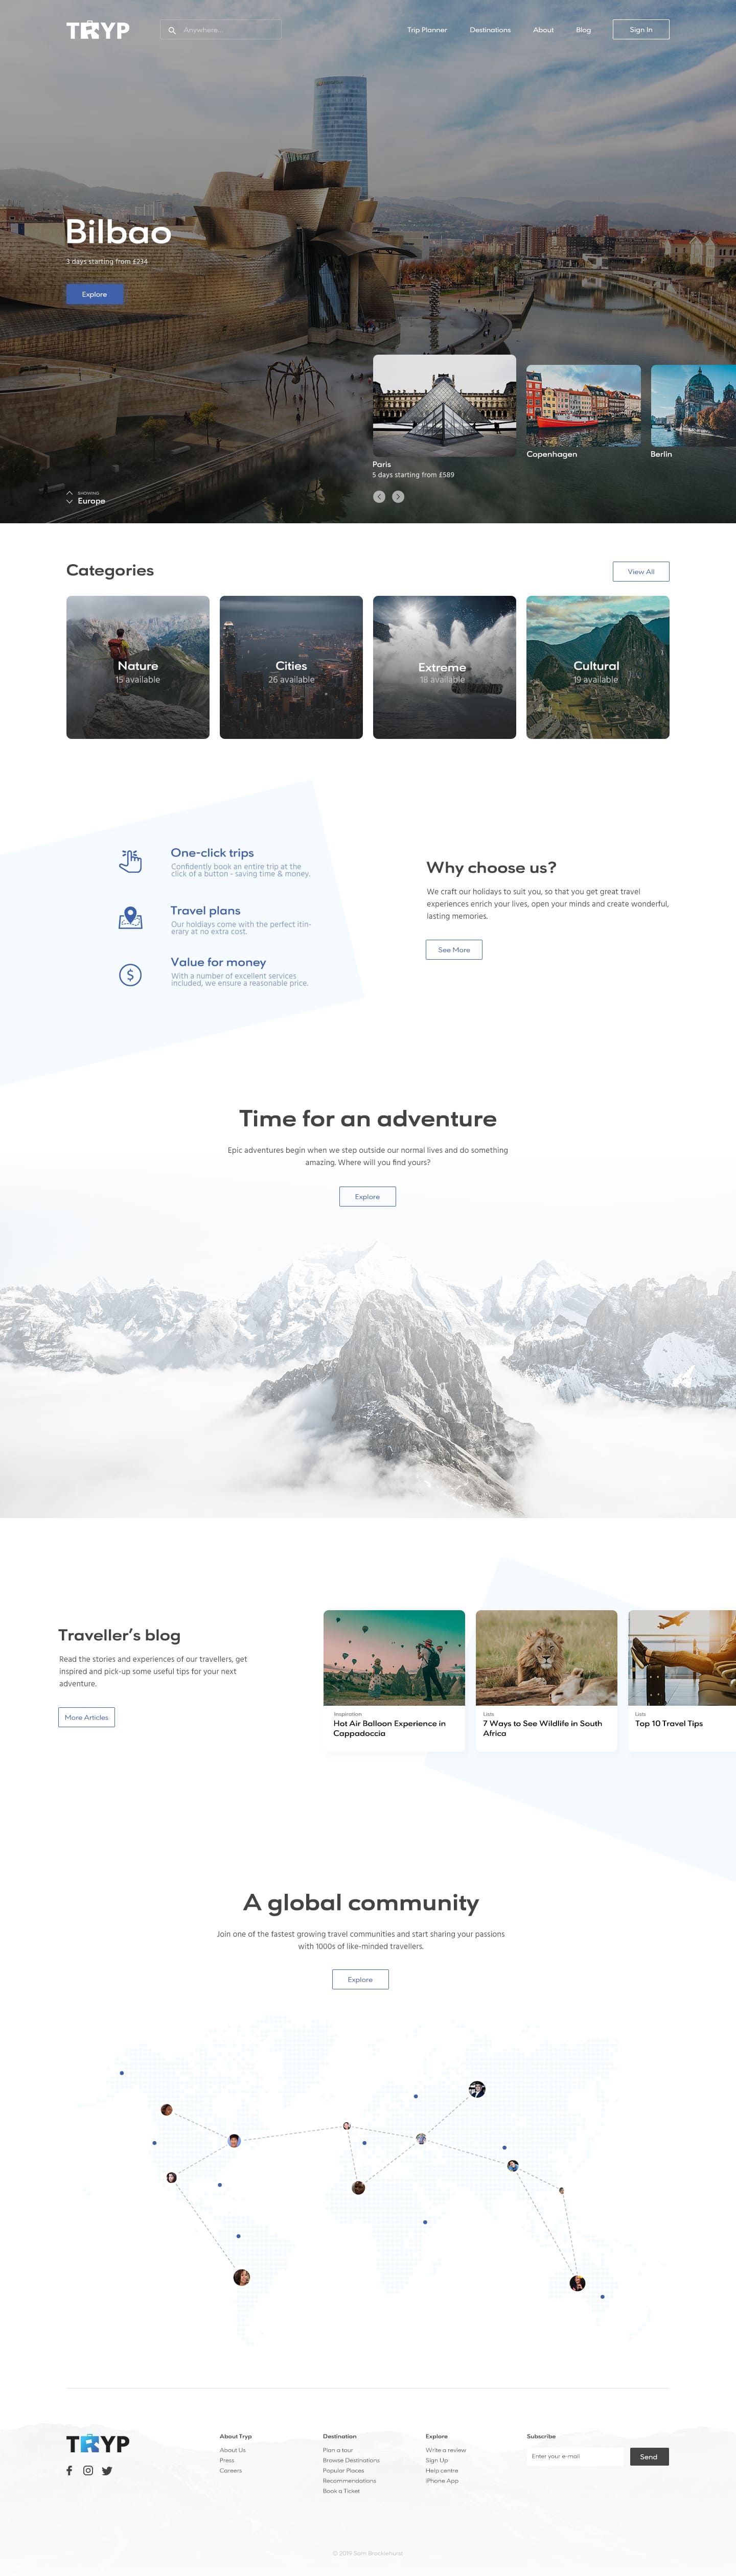 TRYP
Anywhere...
Trip Planner
Destinations
About
Blog
Sign In
Bilbao
3 days starting from £234
Explore
Paris
5 days starting from £589
Copenhagen
Berlin
SHOWING
Europe
Categories
View All
Nature
15 available
Cities
26 available
Extreme
18 available
Cultural
19 available
One-click trips
Confidently book an entire trip at the
click of a button - saving time & money.
Travel plans
Our holdiays come with the perfect itin-
erary at no extra cost.
Value for money
With a number of excellent services
included, we ensure a reasonable price.
Why choose us?
We craft our holidays to suit you, so that you get great travel
experiences enrich your lives, open your minds and create wonderful,
lasting memories.
See More
Time for an adventure
Epic adventures begin when we step outside our normal lives and do something
amazing. Where will you find yours?
Explore
Traveller's blog
Read the stories and experiences of our travellers, get
inspired and pick-up some useful tips for your next
adventure.
More Articles
Inspiration
Hot Air Balloon Experience in
Cappadoccia
Lists
7 Ways to See Wildlife in South
Africa
Lists
Top 10 Travel Tips
A global community
Join one of the fastest growing travel communities and start sharing your passions
with 1000s of like-minded travellers.
Explore
TRYP
About Tryp
About Us
Press
Careers
Destination
Plan a tour
Browse Destinations
Popular Places
Recommendations
Book a Ticket
Explore
Write a review
Sign Up
Help centre
iPhone App
Subscribe
Enter your e-mail
Send
© 2019 Sam Brocklehurst